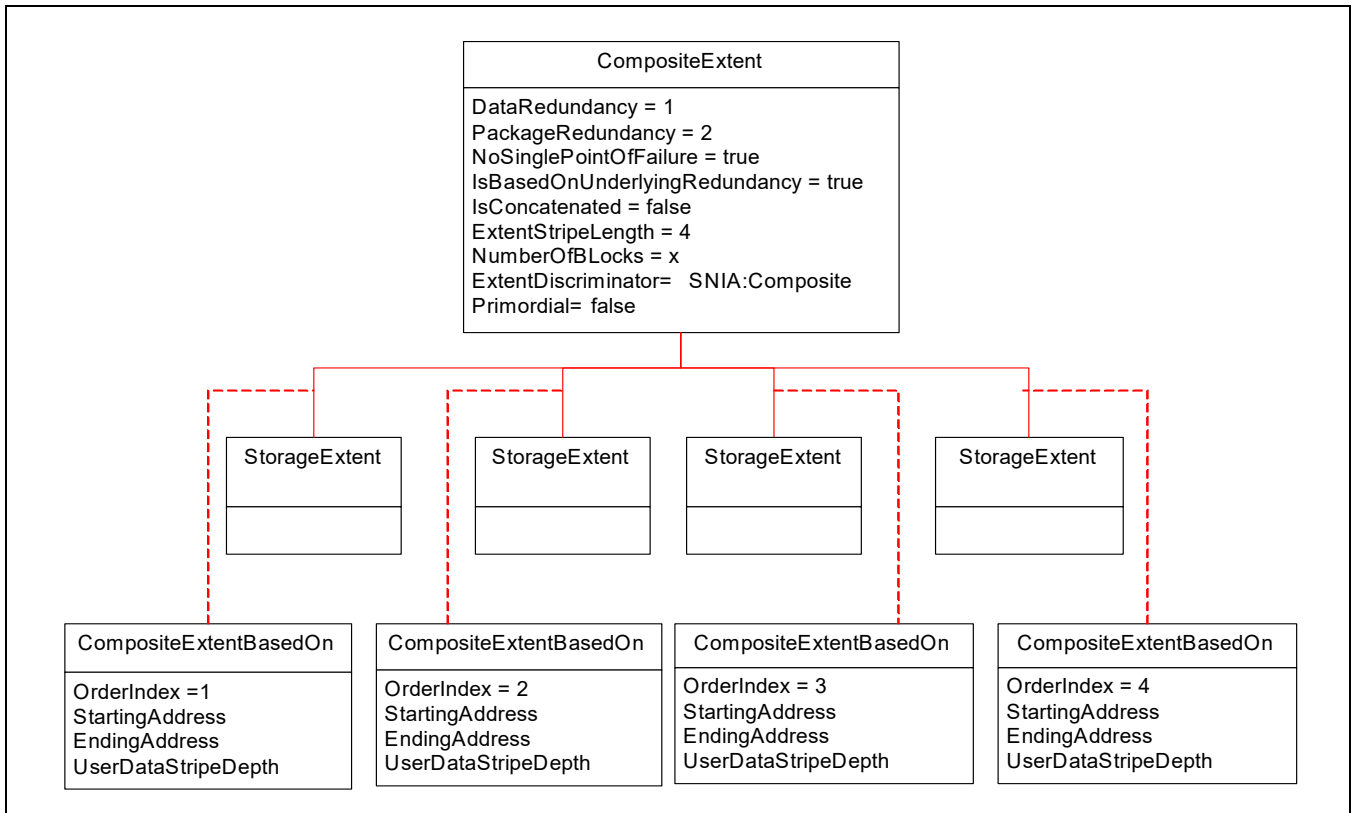 CompositeExtent
DataRedundancy = 1
PackageRedundancy = 2
NoSinglePointOfFailure = true
IsBasedOnUnderlyingRedundancy = true
IsConcatenated = false
ExtentStripeLength = 4
NumberOfBLocks = x
ExtentDiscriminator= SNIA:Composite
Primordial= false
StorageExtent
StorageExtent
StorageExtent
StorageExtent
CompositeExtentBasedOn
OrderIndex =1
StartingAddress
EndingAddress
UserDataStripeDepth
CompositeExtentBasedOn
OrderIndex = 2
StartingAddress
EndingAddress
UserDataStripeDepth
CompositeExtentBasedOn
OrderIndex = 3
StartingAddress
EndingAddress
UserDataStripeDepth
CompositeExtentBasedOn
OrderIndex = 4
StartingAddress
EndingAddress
UserDataStripeDepth